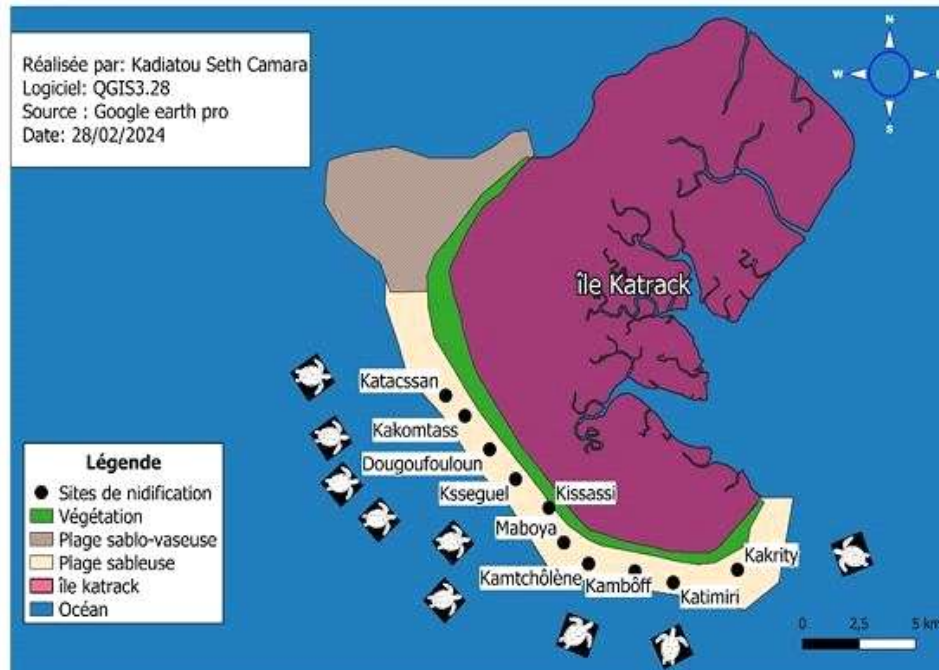 Réalisée par: Kadiatou Seth Camara
Logiciel: QGIS3.28
Source : Google earth pro
Date: 28/02/2024
N
W
S
île Katrack
Katacssan
Kakomtass
Dougoufouloun
Ksseguel
Kissassi
Maboya
Kamtchôlène
Kambôff
Katimiri
Kakrity
Légende
Sites de nidification
Végétation
Plage sablo-vaseuse
Plage sableuse
île katrack
Océan
0 2,5 5 km